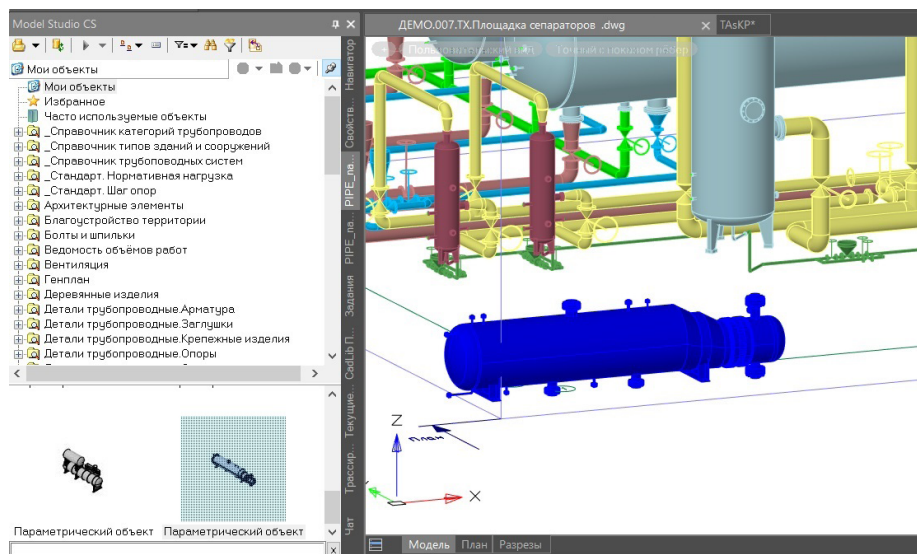 Model Studio CS
ДЕМО.007.ТХ.Площадка сепараторов .dwg
TAsKP*
Мои объекты
Мои объекты
Избранное
Часто используемые объекты
_Справочник категорий трубопроводов
_Справочник типов зданий и сооружений
_Справочник трубопроводных систем
_Стандарт. Нормативная нагрузка
_Стандарт. Шаг опор
Архитектурные элементы
Благоустройство территории
Болты и шпильки
Ведомость объёмов работ
Вентиляция
Генплан
Деревянные изделия
Детали трубопроводные.Арматура
Детали трубопроводные.Заглушки
Детали трубопроводные.Крепежные изделия
Детали трубопроводные.Опоры
Параметрический объект
Параметрический объект
Навигатор
Свойств...
PIPE_па...
PIPE_па...
Задания
CadLib П...
Текущие...
Трассир...
Чат
план
Z
X
Модель
План
Разрезы